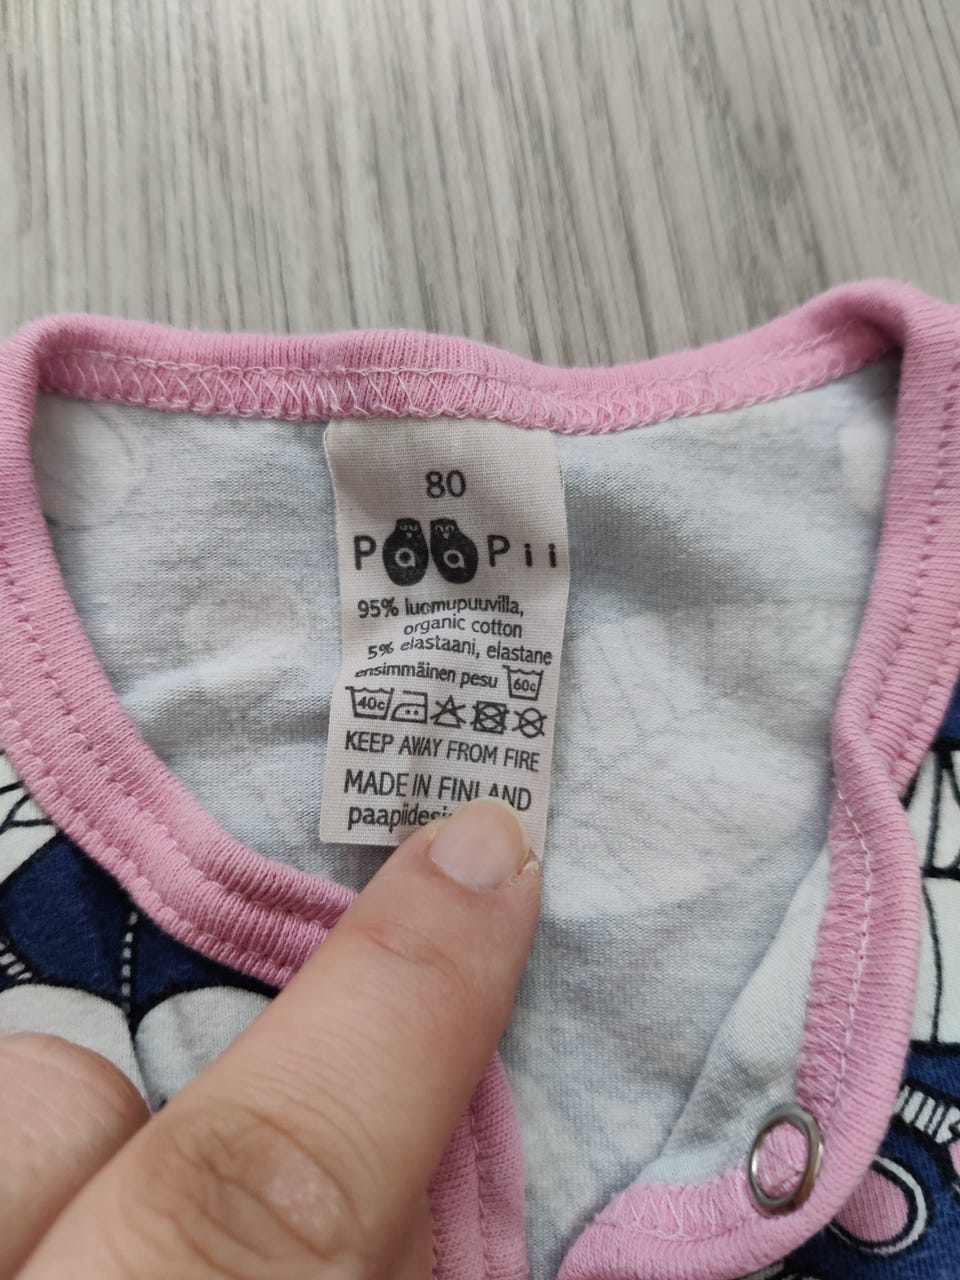 80
PaaPii
95% luomupuuvilla,
organic cotton
5% elastaani, elastane
ensimmäinen pesu 60c
40c
KEEP AWAY FROM FIRE
MADE IN FINLAND